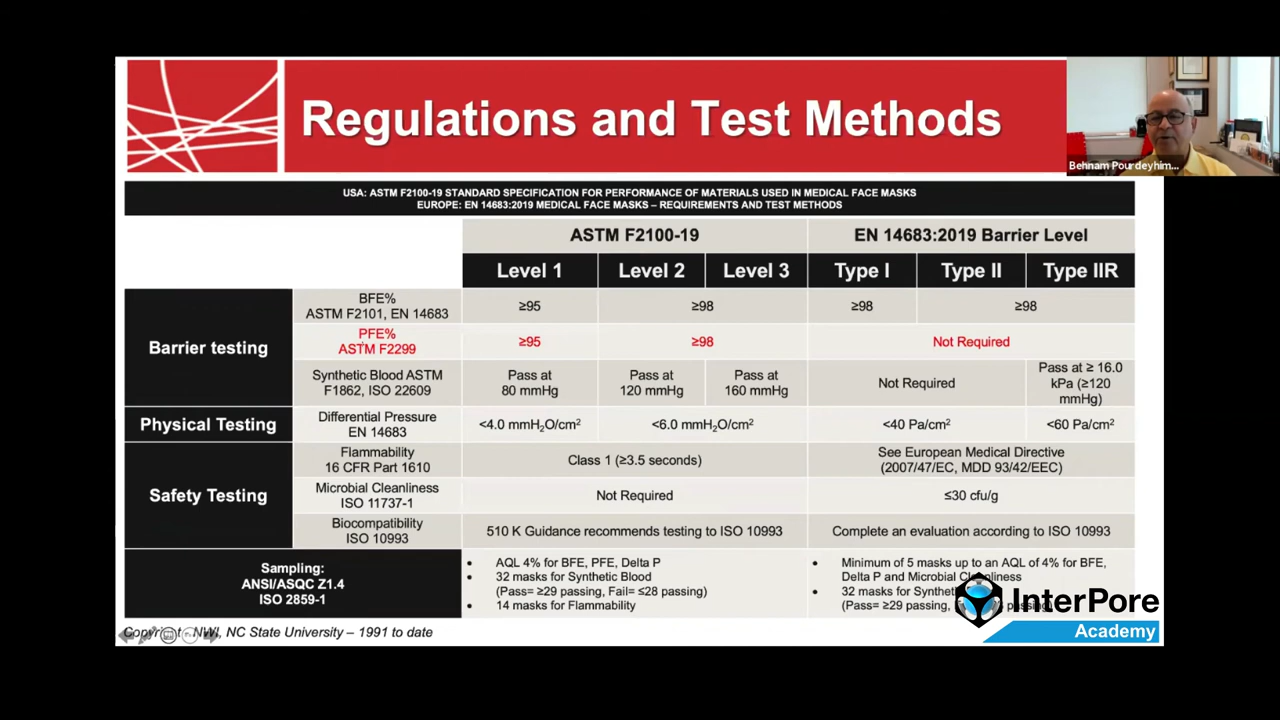 Regulations and Test Methods
Behnam Pourdeyhim...
USA: ASTM F2100-19 STANDARD SPECIFICATION FOR PERFORMANCE OF MATERIALS USED IN MEDICAL FACE MASKS
EUROPE: EN 14683:2019 MEDICAL FACE MASKS – REQUIREMENTS AND TEST METHODS
ASTM F2100-19
EN 14683:2019 Barrier Level
Level 1
Level 2
Level 3
Type I
Type II
Type IIR
Barrier testing
BFE%
ASTM F2101, EN 14683
≥95
≥98
≥98
≥98
PFE%
ASTM F2299
≥95
≥98
Not Required
Synthetic Blood ASTM
F1862, ISO 22609
Pass at
80 mmHg
Pass at
120 mmHg
Pass at
160 mmHg
Not Required
Pass at ≥ 16.0
kPa (≥120
mmHg)
Physical Testing
Differential Pressure
EN 14683
<4.0 mmH₂O/cm²
<6.0 mmH₂O/cm²
<40 Pa/cm²
<60 Pa/cm²
Safety Testing
Flammability
16 CFR Part 1610
Class 1 (≥3.5 seconds)
See European Medical Directive
(2007/47/EC, MDD 93/42/EEC)
Microbial Cleanliness
ISO 11737-1
Not Required
≤30 cfu/g
Biocompatibility
ISO 10993
510 K Guidance recommends testing to ISO 10993
Complete an evaluation according to ISO 10993
Sampling:
ANSI/ASQC Z1.4
ISO 2859-1
• AQL 4% for BFE, PFE, Delta P
• 32 masks for Synthetic Blood
(Pass= ≥29 passing, Fail= ≤28 passing)
• 14 masks for Flammability
• Minimum of 5 masks up to an AQL of 4% for BFE,
Delta P and Microbial Cleanliness
• 32 masks for
(Pass= ≥29 passing,
InterPore
Academy
Copyright NWI, NC State University – 1991 to date